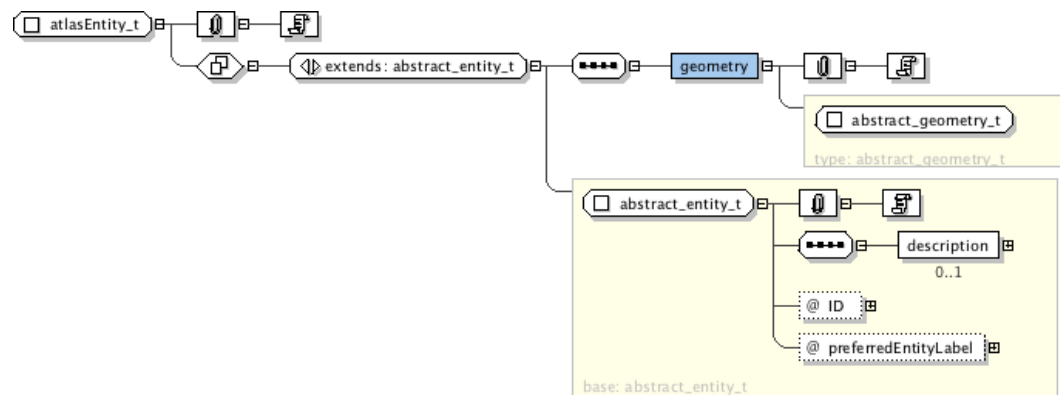 atlasEntity_t
extends: abstract_entity_t
geometry
abstract_geometry_t
type: abstract_geometry_t
abstract_entity_t
description
0..1
@ ID
@ preferredEntityLabel
base: abstract_entity_t